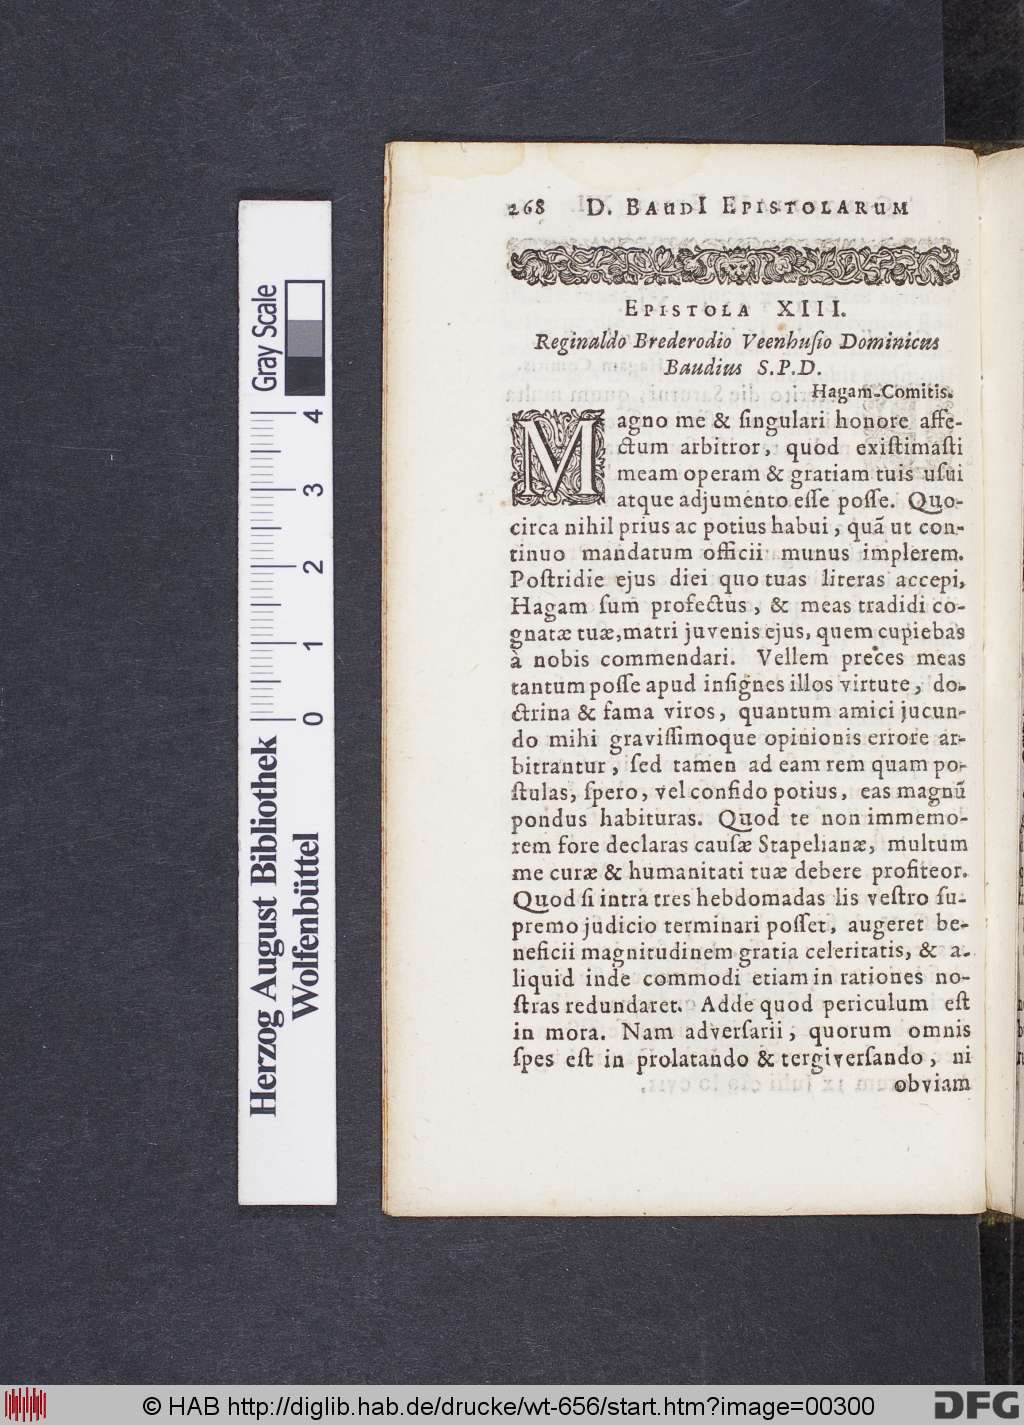 268 D. BAUDI EPISTOLARUM
EPISTOLA XIII.
Reginaldo Brederodio Veenhuſio Dominicus
Baudius S.P.D.
Hagam-Comitis.
Magno me & ſingulari honore affe-
ctum arbitror, quod exiſtimaſti
meam operam & gratiam tuis uſui
atque adjumento eſſe poſſe. Quo-
circa nihil prius ac potius habui, quã ut con-
tinuo mandatum officii munus implerem.
Poſtridie ejus diei quo tuas literas accepi,
Hagam ſum profectus, & meas tradidi co-
gnatæ tuæ, matri juvenis ejus, quem cupiebas
à nobis commendari. Vellem preces meas
tantum poſſe apud inſignes illos virtute, do-
ctrina & fama viros, quantum amici jucun-
do mihi graviſſimoque opinionis errore ar-
bitrantur, ſed tamen ad eam rem quam po-
ſtulas, ſpero, vel confido potius, eas magnũ
pondus habituras. Quod te non immemo-
rem fore declaras cauſæ Stapelianæ, multum
me curæ & humanitati tuæ debere profiteor.
Quod ſi intra tres hebdomadas lis veſtro ſu-
premo judicio terminari poſſet, augeret be-
neficii magnitudinem gratia celeritatis, & a-
liquid inde commodi etiam in rationes no-
ſtras redundaret. Adde quod periculum eſt
in mora. Nam adverſarii, quorum omnis
ſpes eſt in prolatando & tergiverſando, ni
obviam
Herzog August Bibliothek
Wolfenbüttel
0 1 2 3 4
Gray Scale
© HAB http://diglib.hab.de/drucke/wt-656/start.htm?image=00300
DFG